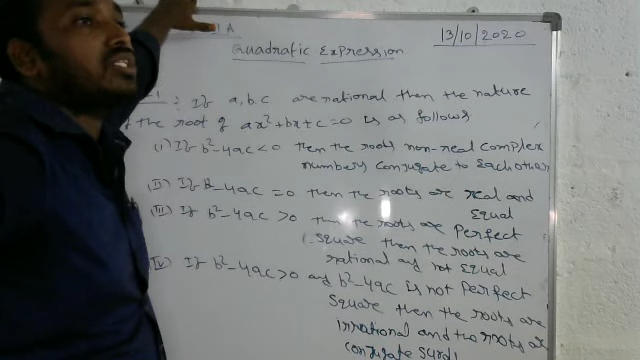 1 A
Quadrafic Expression
13/10/2020
-1 : If a,b.c are rational then the nature
the root of ax²+bx+c=0 is as follows
(i) If b²-4ac<0 then the roots non-real complex
numbers conjugate to each other
(II) If b²-4ac=0 then the roots are real and
Equal
(III) If b²-4ac >0 then the roots are Perfect
square then the roots are
rational and not Equal
(IV) If b²-4ac>0 and b²-4ac is not Perfect
Square then the roots are
irrational and the roots are
conjugate surd